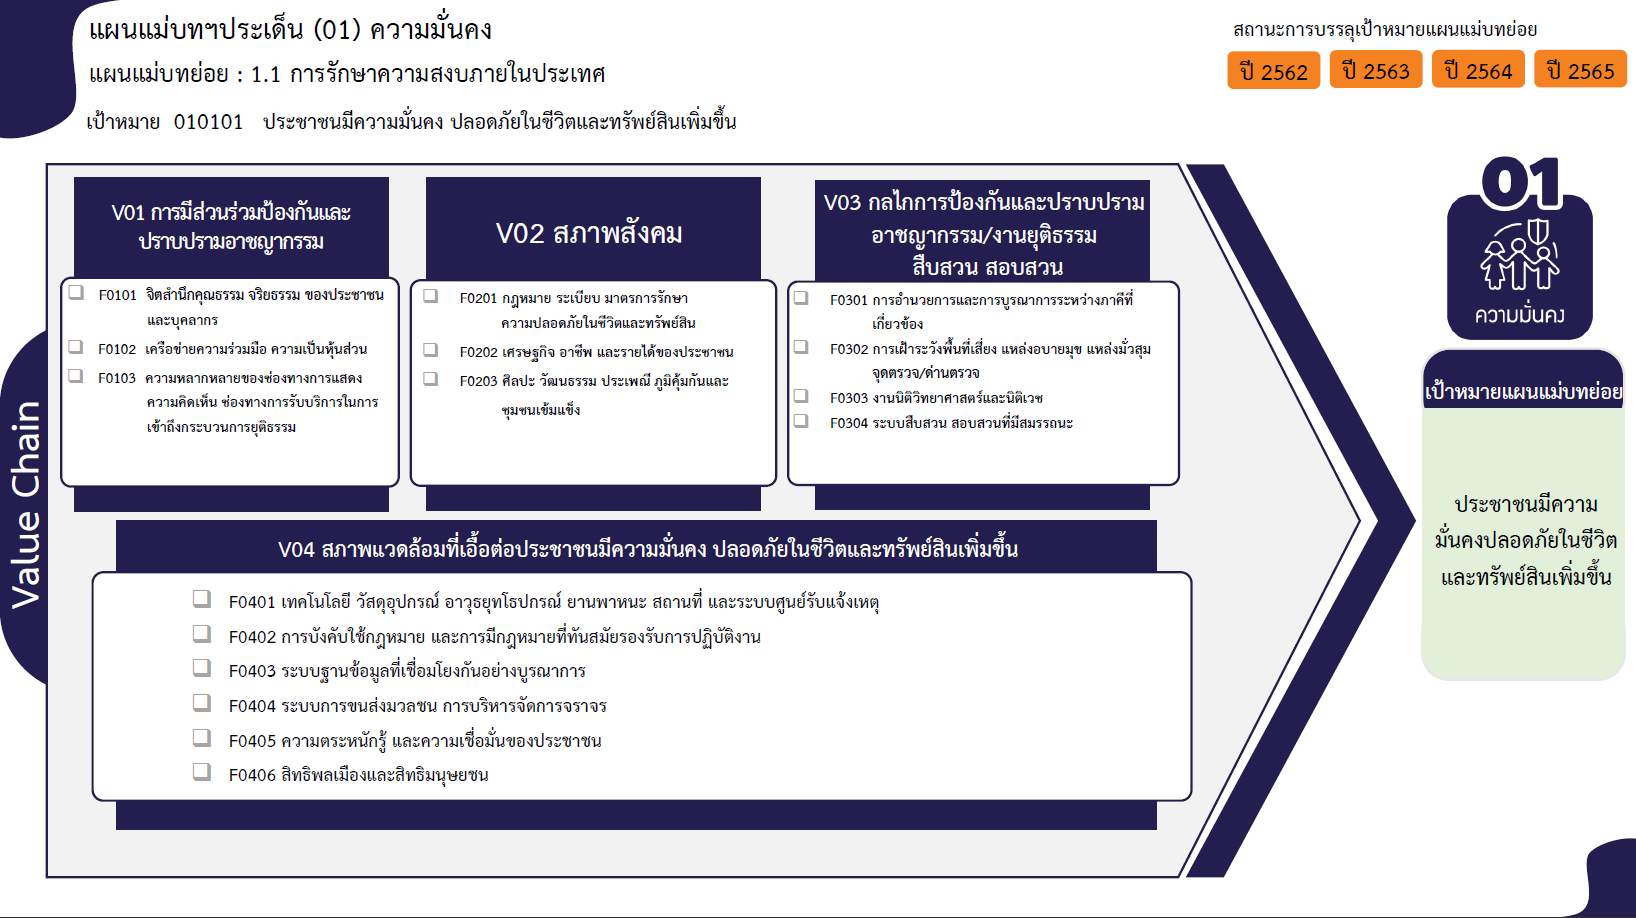 แผนแม่บทฯประเด็น (01) ความมั่นคง
แผนแม่บทย่อย : 1.1 การรักษาความสงบภายในประเทศ
เป้าหมาย 010101 ประชาชนมีความมั่นคง ปลอดภัยในชีวิตและทรัพย์สินเพิ่มขึ้น
สถานะการบรรลุเป้าหมายแผนแม่บทย่อย
ปี 2562
ปี 2563
ปี 2564
ปี 2565
Value Chain
V01 การมีส่วนร่วมป้องกันและ
ปราบปรามอาชญากรรม
F0101 จิตสำนึกคุณธรรม จริยธรรม ของประชาชน
และบุคลากร
F0102 เครือข่ายความร่วมมือ ความเป็นหุ้นส่วน
F0103 ความหลากหลายของช่องทางการแสดง
ความคิดเห็น ช่องทางการรับบริการในการ
เข้าถึงกระบวนการยุติธรรม
V02 สภาพสังคม
F0201 กฎหมาย ระเบียบ มาตรการรักษา
ความปลอดภัยในชีวิตและทรัพย์สิน
F0202 เศรษฐกิจ อาชีพ และรายได้ของประชาชน
F0203 ศิลปะ วัฒนธรรม ประเพณี ภูมิคุ้มกันและ
ชุมชนเข้มแข็ง
V03 กลไกการป้องกันและปราบปราม
อาชญากรรม/งานยุติธรรม
สืบสวน สอบสวน
F0301 การอำนวยการและการบูรณาการระหว่างภาคีที่
เกี่ยวข้อง
F0302 การเฝ้าระวังพื้นที่เสี่ยง แหล่งอบายมุข แหล่งมั่วสุม
จุดตรวจ/ด่านตรวจ
F0303 งานนิติวิทยาศาสตร์และนิติเวช
F0304 ระบบสืบสวน สอบสวนที่มีสมรรถนะ
V04 สภาพแวดล้อมที่เอื้อต่อประชาชนมีความมั่นคง ปลอดภัยในชีวิตและทรัพย์สินเพิ่มขึ้น
F0401 เทคโนโลยี วัสดุอุปกรณ์ อาวุธยุทโธปกรณ์ ยานพาหนะ สถานที่ และระบบศูนย์รับแจ้งเหตุ
F0402 การบังคับใช้กฎหมาย และการมีกฎหมายที่ทันสมัยรองรับการปฏิบัติงาน
F0403 ระบบฐานข้อมูลที่เชื่อมโยงกันอย่างบูรณาการ
F0404 ระบบการขนส่งมวลชน การบริหารจัดการจราจร
F0405 ความตระหนักรู้ และความเชื่อมั่นของประชาชน
F0406 สิทธิพลเมืองและสิทธิมนุษยชน
01
ความมั่นคง
เป้าหมายแผนแม่บทย่อย
ประชาชนมีความ
มั่นคงปลอดภัยในชีวิต
และทรัพย์สินเพิ่มขึ้น